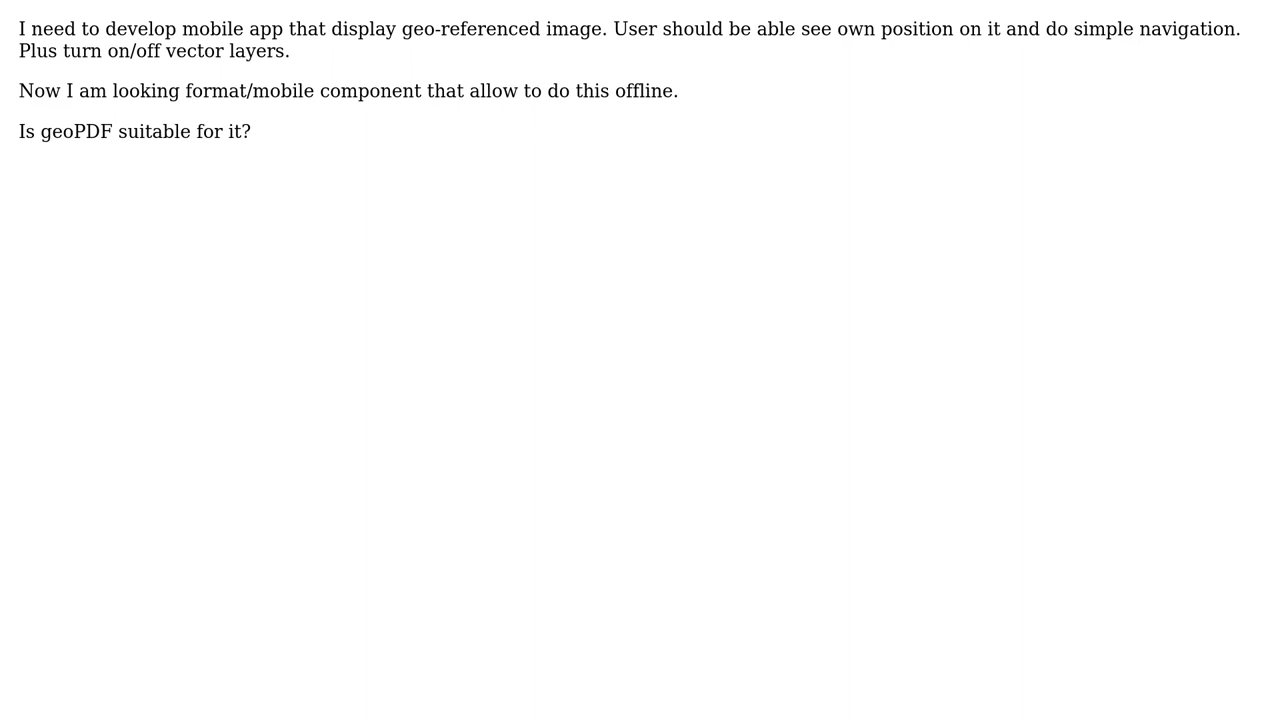 I need to develop mobile app that display geo-referenced image. User should be able see own position on it and do simple navigation.
Plus turn on/off vector layers.
Now I am looking format/mobile component that allow to do this offline.
Is geoPDF suitable for it?